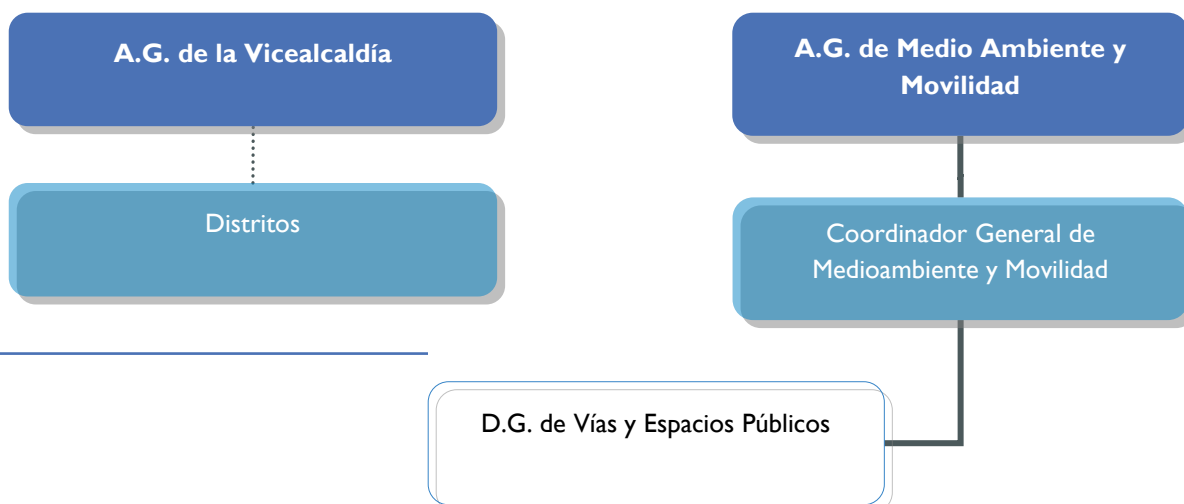 A.G. de la Vicealcaldía
A.G. de Medio Ambiente y
Movilidad
Distritos
Coordinador General de
Medioambiente y Movilidad
D.G. de Vías y Espacios Públicos